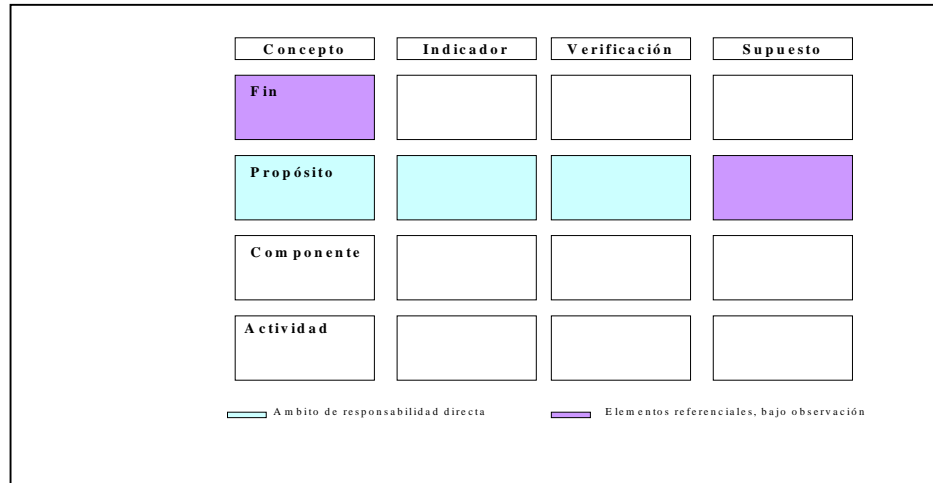 Concepto Indicador Verificación Supuesto
Fin
Propósito
Componente
Actividad
Ambito de responsabilidad directa Elementos referenciales, bajo observación